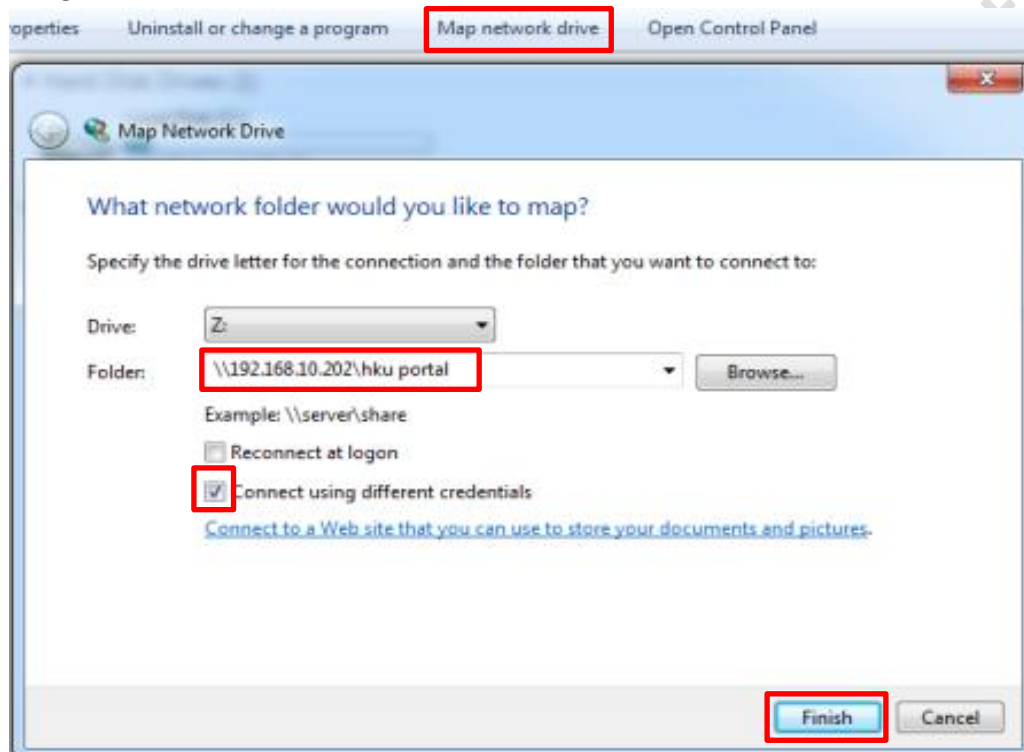 operties Uninstall or change a program Map network drive Open Control Panel
Map Network Drive
What network folder would you like to map?
Specify the drive letter for the connection and the folder that you want to connect to:
Drive: Z:
Folder: \\192.168.10.202\hku portal Browse...
Example: \\server\share
Reconnect at logon
Connect using different credentials
Connect to a Web site that you can use to store your documents and pictures.
Finish Cancel